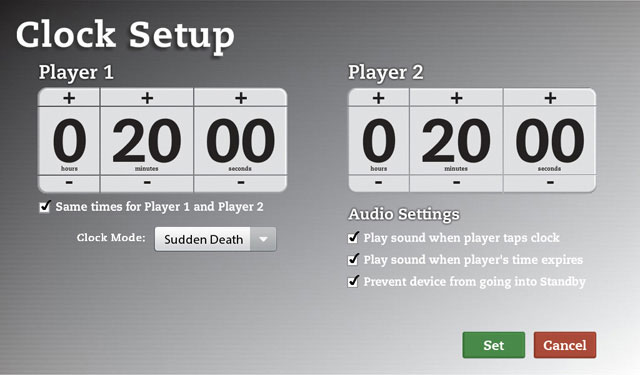 Clock Setup
Player 1
+ + +
0 20 00
hours minutes seconds
- - -
Same times for Player 1 and Player 2
Clock Mode: Sudden Death
Player 2
+ + +
0 20 00
hours minutes seconds
- - -
Audio Settings
Play sound when player taps clock
Play sound when player's time expires
Prevent device from going into Standby
Set Cancel